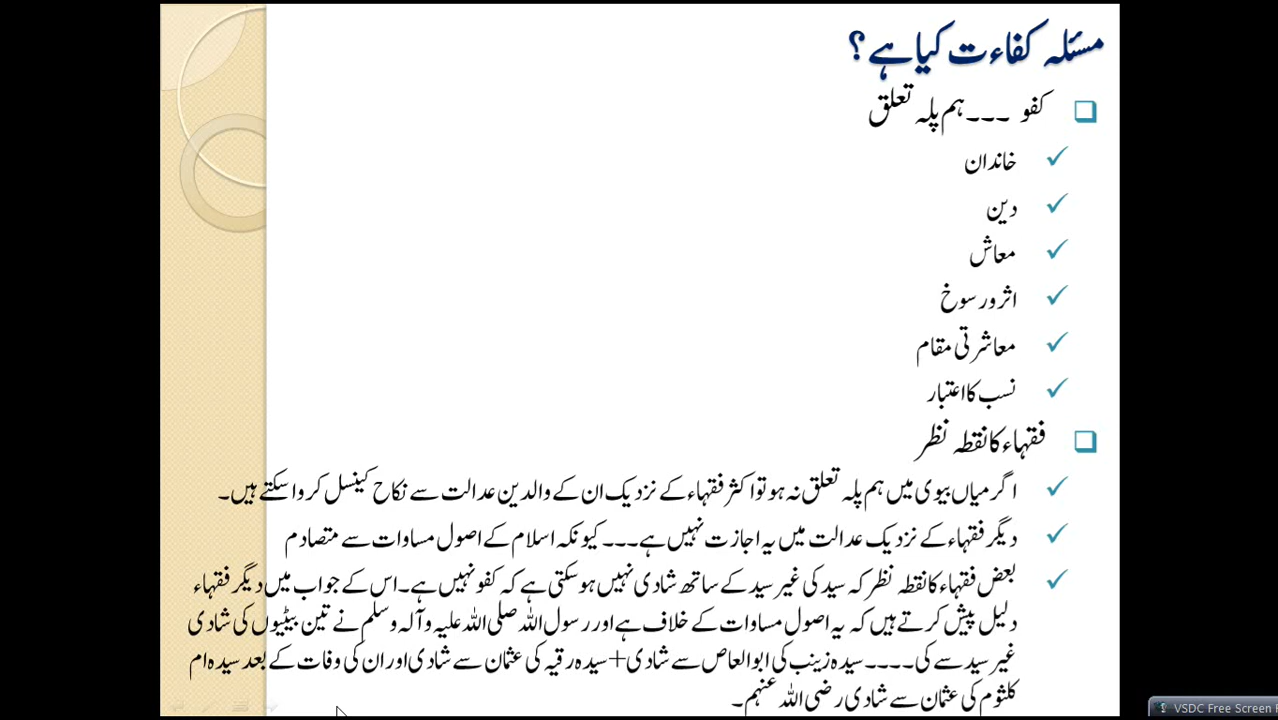 مسئلہ کفاءت کیا ہے؟
کفو ۔۔۔ ہم پلہ تعلق
خاندان
دین
معاش
اثر و رسوخ
معاشرتی مقام
نسب کا اعتبار
فقہاء کا نقطہ نظر
اگر میاں بیوی میں ہم پلہ تعلق نہ ہو تو اکثر فقہاء کے نزدیک ان کے والدین عدالت سے نکاح کینسل کروا سکتے ہیں۔
دیگر فقہاء کے نزدیک عدالت میں یہ اجازت نہیں ہے۔۔۔ کیونکہ اسلام کے اصول مساوات سے متصادم
بعض فقہاء کا نقطہ نظر کہ سید کی غیر سید کے ساتھ شادی نہیں ہو سکتی ہے کہ کفو نہیں ہے۔ اس کے جواب میں دیگر فقہاء
دلیل پیش کرتے ہیں کہ یہ اصول مساوات کے خلاف ہے اور رسول اللہ صلی اللہ علیہ وآلہ وسلم نے تین بیٹیوں کی شادی
غیر سید سے کی۔۔۔۔ سیدہ زینب کی ابوالعاص سے شادی + سیدہ رقیہ کی عثمان سے شادی اور ان کی وفات کے بعد سیدہ ام
کلثوم کی عثمان سے شادی رضی اللہ عنہم۔
VSDC Free Screen